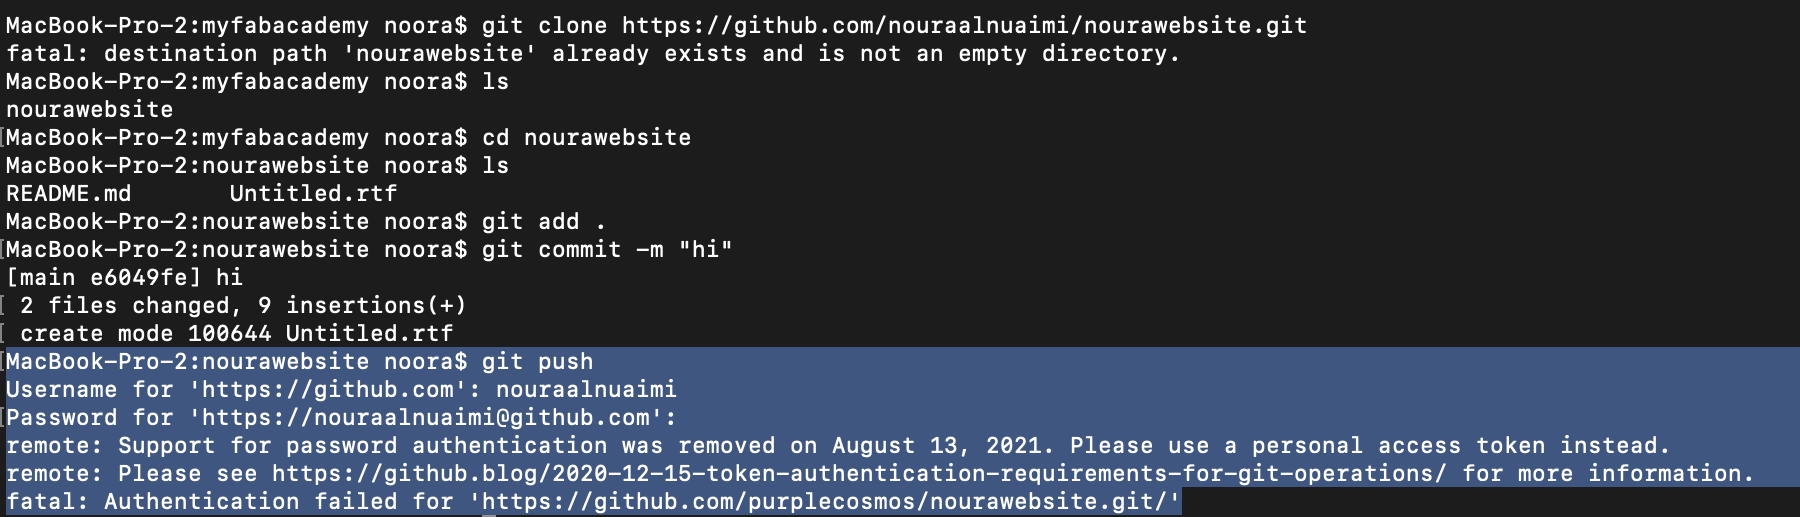 MacBook-Pro-2:myfabacademy noora$ git clone https://github.com/nouraalnuaimi/nourawebsite.git
fatal: destination path 'nourawebsite' already exists and is not an empty directory.
MacBook-Pro-2:myfabacademy noora$ ls
nourawebsite
[MacBook-Pro-2:myfabacademy noora$ cd nourawebsite
MacBook-Pro-2:nourawebsite noora$ ls
README.md       Untitled.rtf
MacBook-Pro-2:nourawebsite noora$ git add .
[MacBook-Pro-2:nourawebsite noora$ git commit -m "hi"
[main e6049fe] hi
[ 2 files changed, 9 insertions(+)
[ create mode 100644 Untitled.rtf
[MacBook-Pro-2:nourawebsite noora$ git push
Username for 'https://github.com': nouraalnuaimi
[Password for 'https://nouraalnuaimi@github.com':
remote: Support for password authentication was removed on August 13, 2021. Please use a personal access token instead.
remote: Please see https://github.blog/2020-12-15-token-authentication-requirements-for-git-operations/ for more information.
fatal: Authentication failed for 'https://github.com/purplecosmos/nourawebsite.git/'